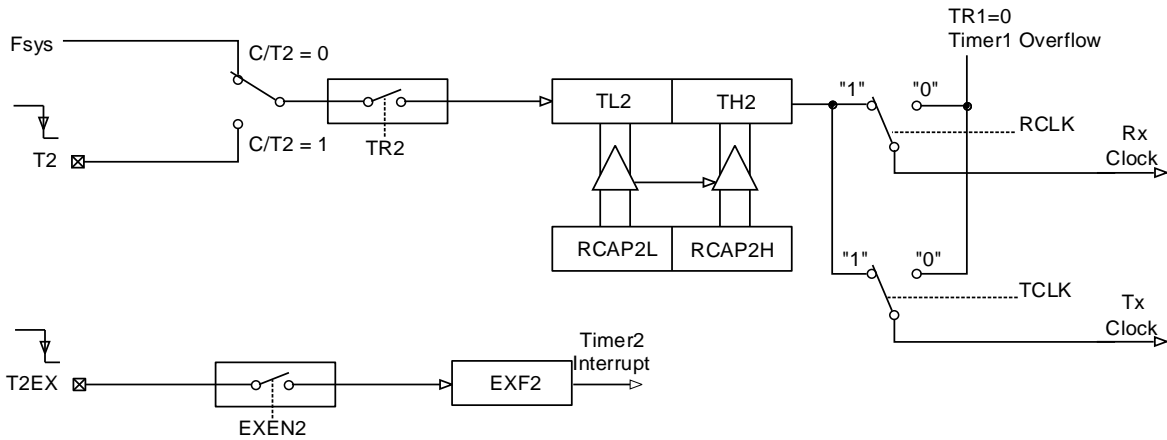 TR1=0
Timer1 Overflow
Fsys
C/T2 = 0
"1"
"0"
TL2
TH2
RCLK
Rx
Clock
T2
C/T2 = 1
TR2
RCAP2L
RCAP2H
"1"
"0"
TCLK
Tx
Clock
Timer2
Interrupt
T2EX
EXF2
EXEN2